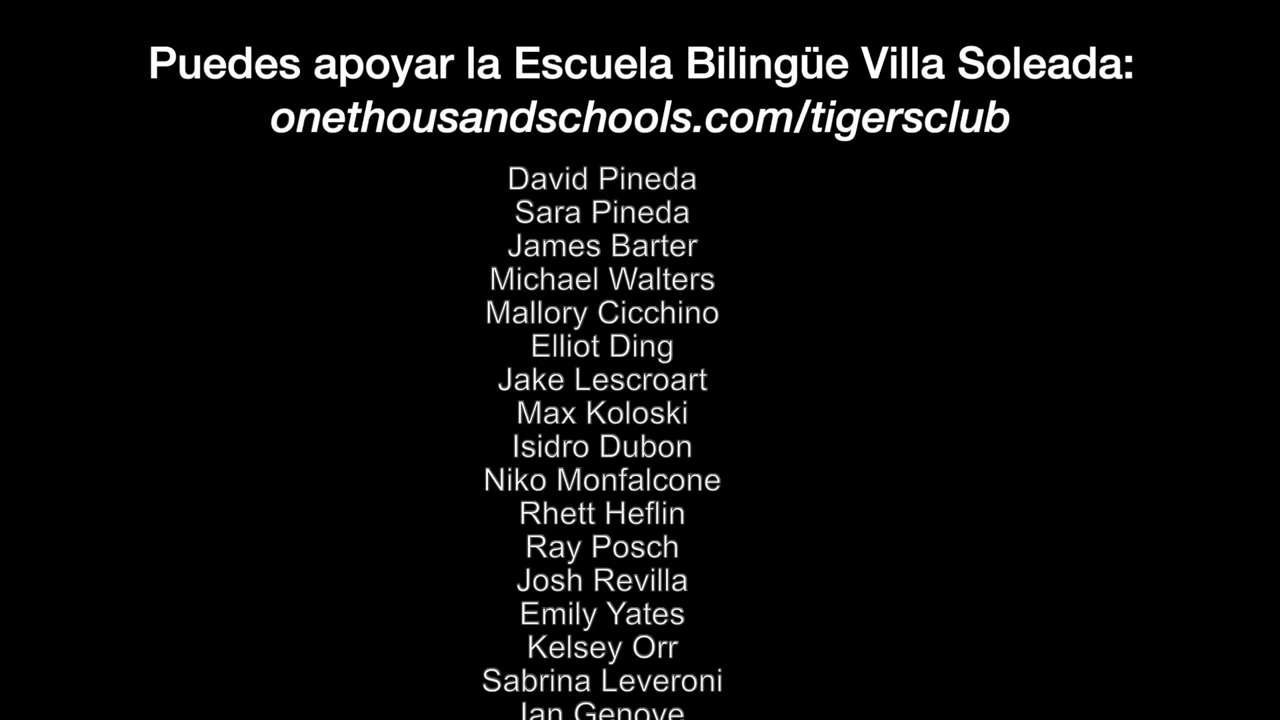 Puedes apoyar la Escuela Bilingüe Villa Soleada:
onethousandschools.com/tigersclub
David Pineda
Sara Pineda
James Barter
Michael Walters
Mallory Cicchino
Elliot Ding
Jake Lescroart
Max Koloski
Isidro Dubon
Niko Monfalcone
Rhett Heflin
Ray Posch
Josh Revilla
Emily Yates
Kelsey Orr
Sabrina Leveroni
Ian